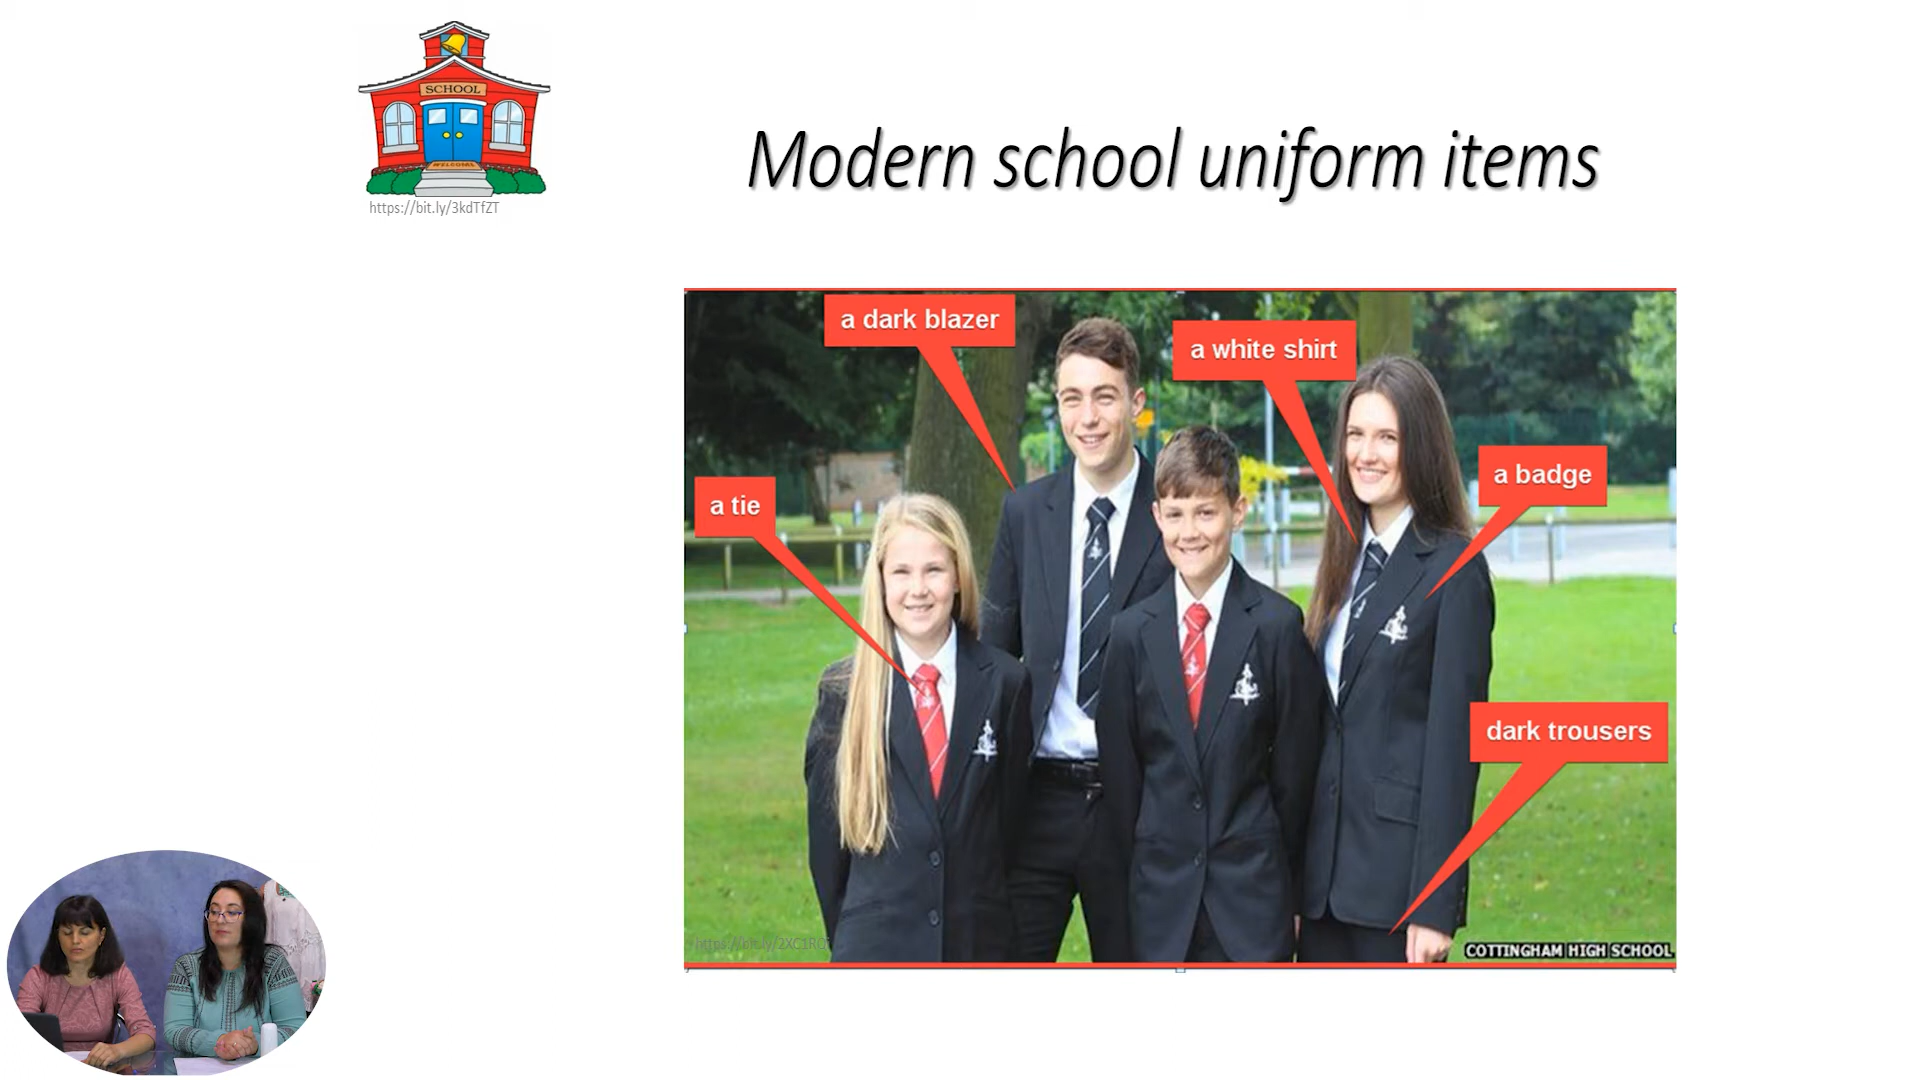 SCHOOL
WELCOME
https://bit.ly/3kdTfZT
Modern school uniform items
a dark blazer
a white shirt
a badge
a tie
dark trousers
COTTINGHAM HIGH SCHOOL